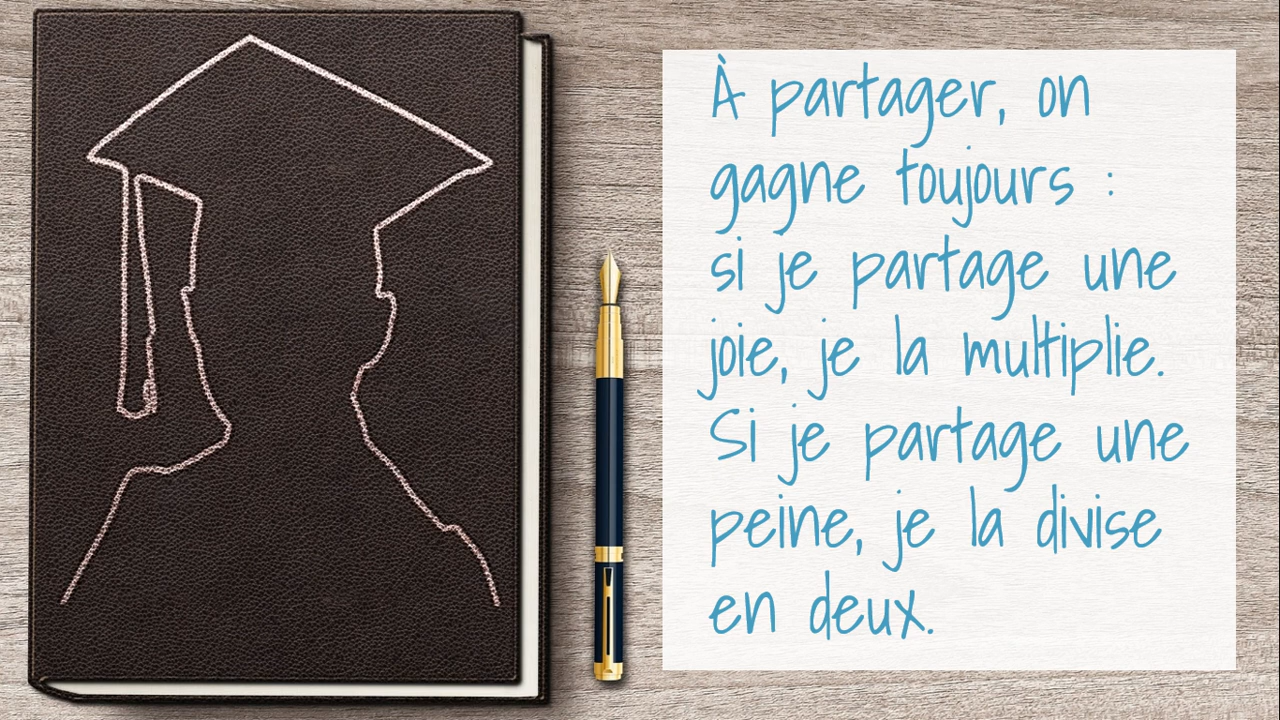 À partager, on
gagne toujours :
si je partage une
joie, je la multiplie.
Si je partage une
peine, je la divise
en deux.